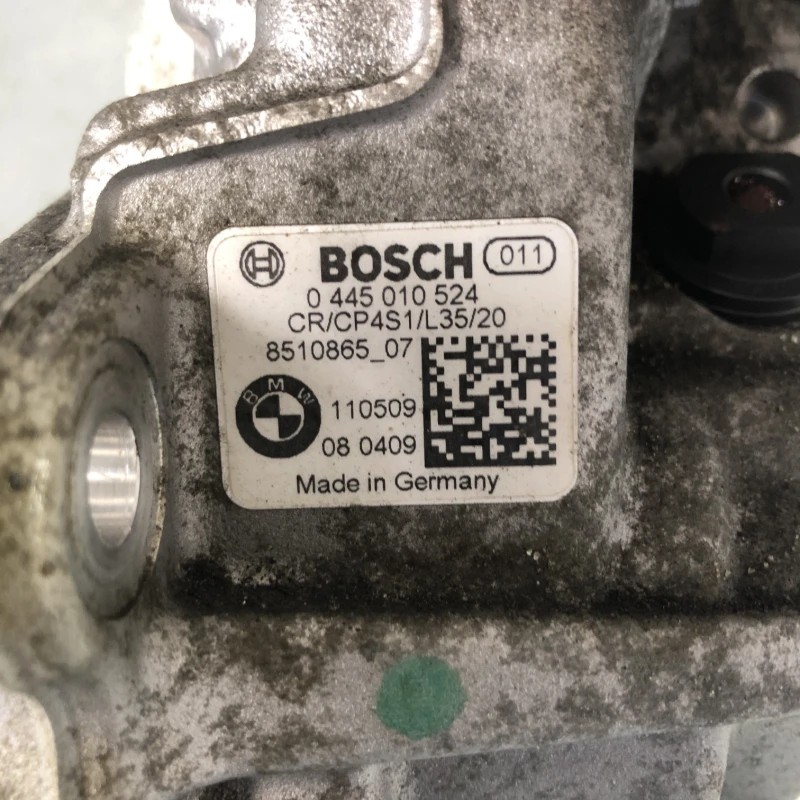 BOSCH 011
0 445 010 524
CR/CP4S1/L35/20
8510865_07
BMW
110509
08 0409
Made in Germany